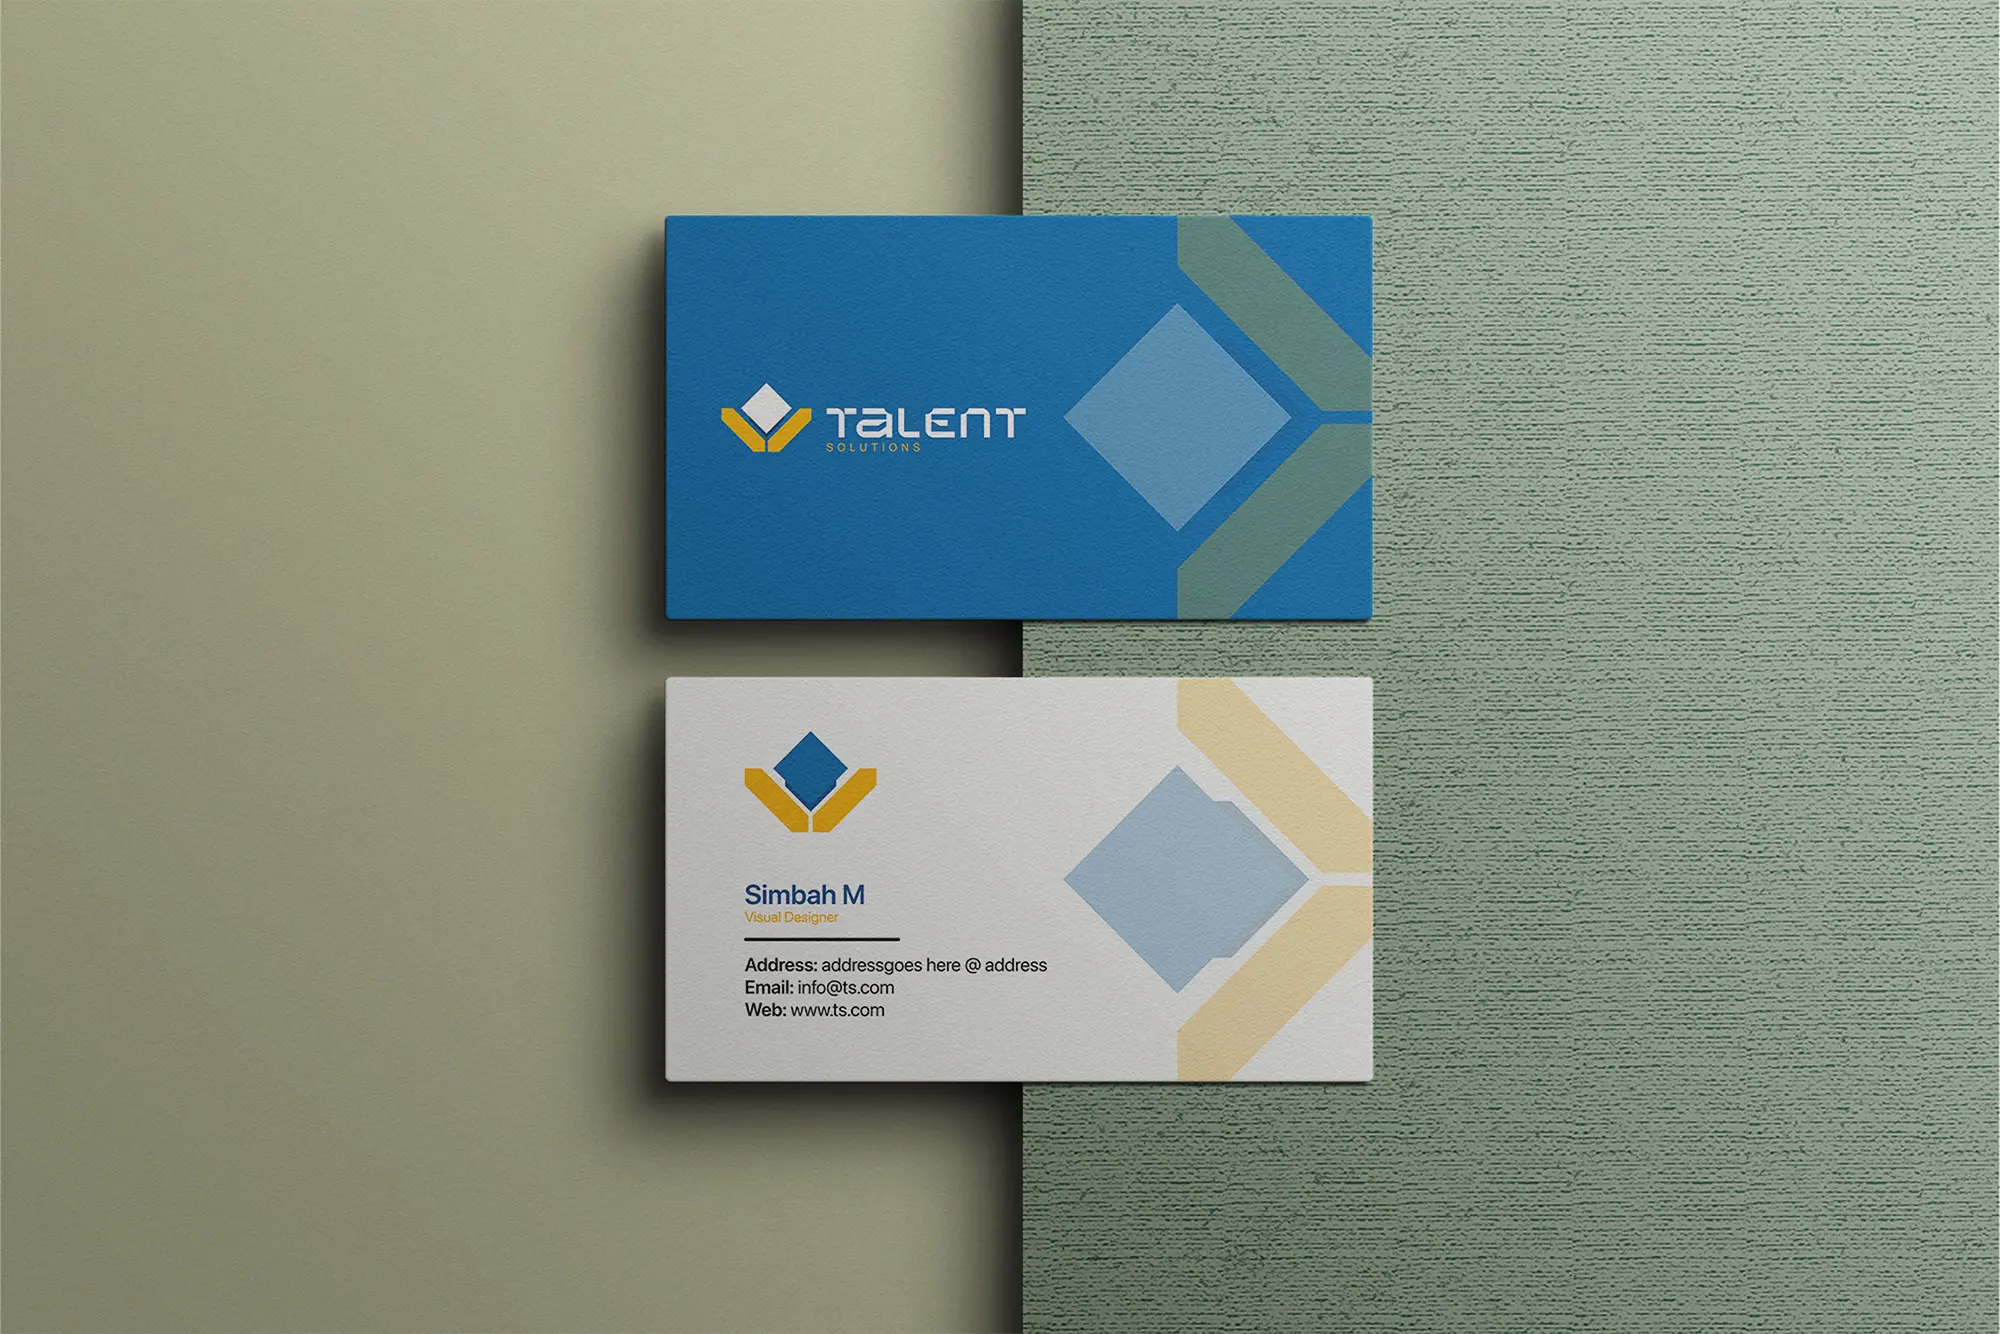 TALENT
SOLUTIONS
Simbah M
Visual Designer
Address: addressgoes here @ address
Email: info@ts.com
Web: www.ts.com